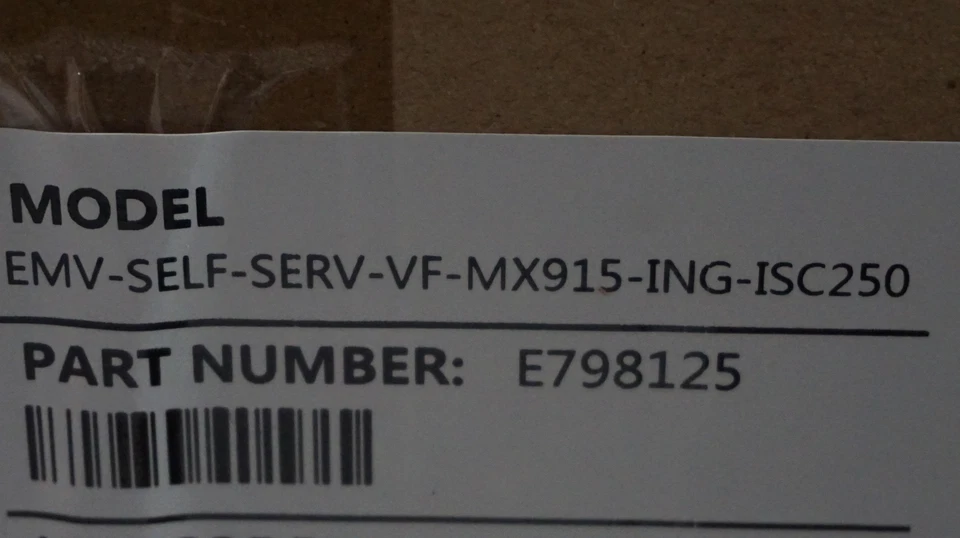 MODEL
EMV-SELF-SERV-VF-MX915-ING-ISC250
PART NUMBER: E798125